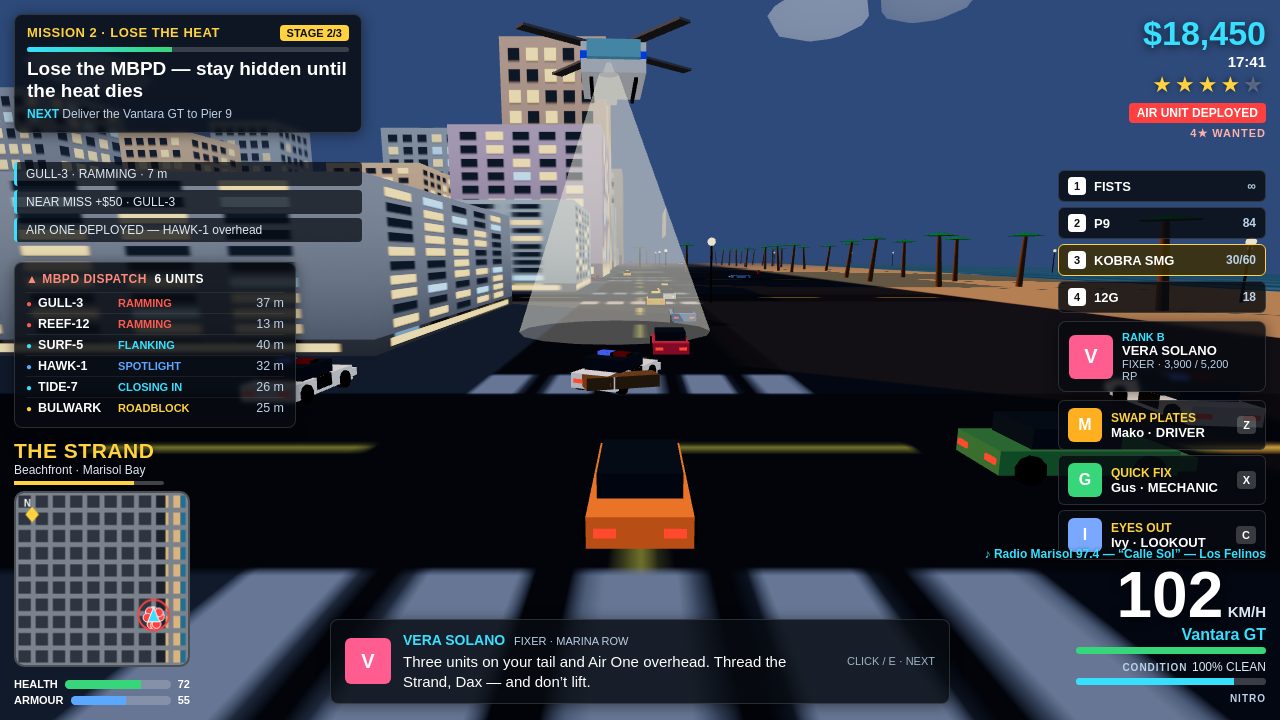 MISSION 2 · LOSE THE HEAT
STAGE 2/3
Lose the MBPD — stay hidden until
the heat dies
NEXT Deliver the Vantara GT to Pier 9
GULL-3 · RAMMING · 7 m
NEAR MISS +$50 · GULL-3
AIR ONE DEPLOYED — HAWK-1 overhead
▲ MBPD DISPATCH 6 UNITS
GULL-3 RAMMING 37 m
REEF-12 RAMMING 13 m
SURF-5 FLANKING 40 m
HAWK-1 SPOTLIGHT 32 m
TIDE-7 CLOSING IN 26 m
BULWARK ROADBLOCK 25 m
THE STRAND
Beachfront · Marisol Bay
N
HEALTH 72
ARMOUR 55
$18,450
17:41
★★★★★
AIR UNIT DEPLOYED
4★ WANTED
1 FISTS ∞
2 P9 84
3 KOBRA SMG 30/60
4 12G 18
V
RANK B
VERA SOLANO
FIXER · 3,900 / 5,200
RP
M
SWAP PLATES
Mako · DRIVER
Z
G
QUICK FIX
Gus · MECHANIC
X
I
EYES OUT
Ivy · LOOKOUT
C
♪ Radio Marisol 97.4 — “Calle Sol” — Los Felinos
102 KM/H
Vantara GT
CONDITION 100% CLEAN
NITRO
V
VERA SOLANO FIXER · MARINA ROW
Three units on your tail and Air One overhead. Thread the
Strand, Dax — and don’t lift.
CLICK / E · NEXT